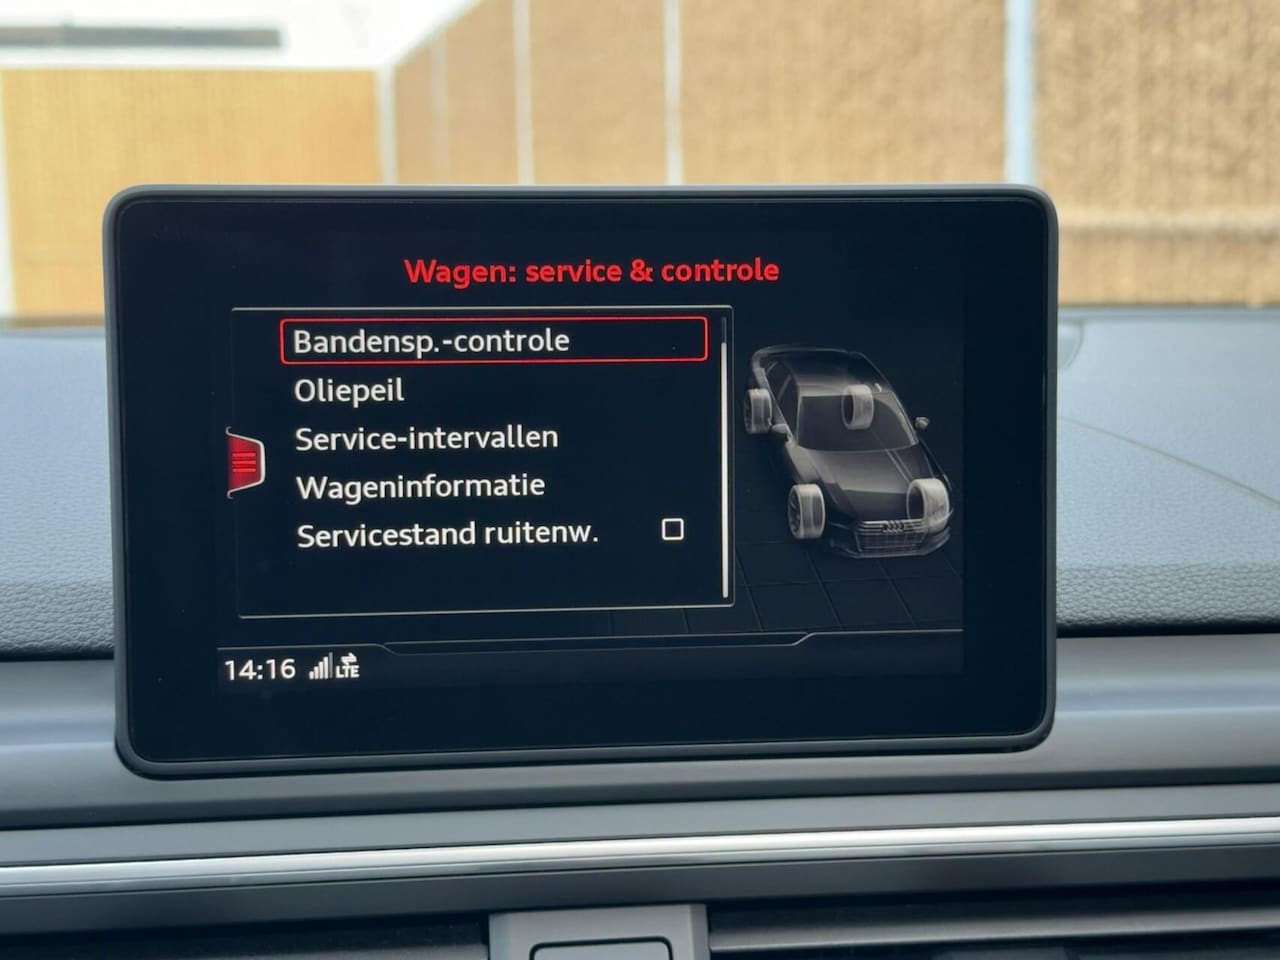 Wagen: service & controle
Bandensp.-controle
Oliepeil
Service-intervallen
Wageninformatie
Servicestand ruitenw.
14:16 LTE